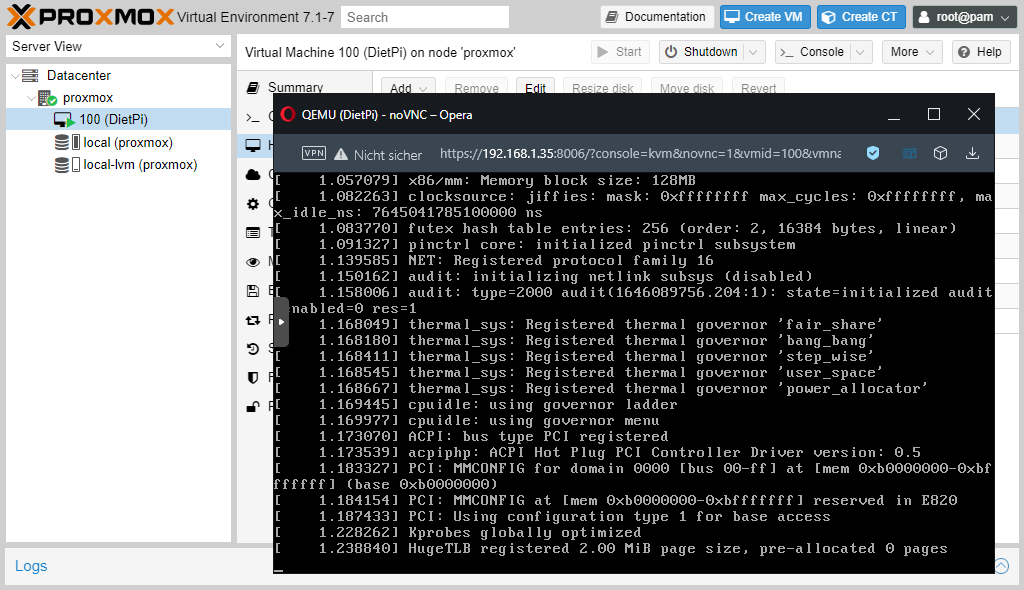 PROXMOX Virtual Environment 7.1-7 Search Documentation Create VM Create CT root@pam
Server View
Virtual Machine 100 (DietPi) on node 'proxmox' Start Shutdown >_ Console More Help
Datacenter
proxmox
100 (DietPi)
local (proxmox)
local-lvm (proxmox)
Summary
Add Remove Edit Resize disk Move disk Revert
QEMU (DietPi) - noVNC – Opera
VPN Nicht sicher https://192.168.1.35:8006/?console=kvm&novnc=1&vmid=100&vmna
[    1.057079] x86/mm: Memory block size: 128MB
[    1.082263] clocksource: jiffies: mask: 0xffffffff max_cycles: 0xffffffff, ma
x_idle_ns: 7645041785100000 ns
[    1.083770] futex hash table entries: 256 (order: 2, 16384 bytes, linear)
[    1.091327] pinctrl core: initialized pinctrl subsystem
[    1.139585] NET: Registered protocol family 16
[    1.150162] audit: initializing netlink subsys (disabled)
[    1.158006] audit: type=2000 audit(1646089756.204:1): state=initialized audit
enabled=0 res=1
[    1.168049] thermal_sys: Registered thermal governor 'fair_share'
[    1.168180] thermal_sys: Registered thermal governor 'bang_bang'
[    1.168411] thermal_sys: Registered thermal governor 'step_wise'
[    1.168545] thermal_sys: Registered thermal governor 'user_space'
[    1.168667] thermal_sys: Registered thermal governor 'power_allocator'
[    1.169445] cpuidle: using governor ladder
[    1.169977] cpuidle: using governor menu
[    1.173070] ACPI: bus type PCI registered
[    1.173539] acpiphp: ACPI Hot Plug PCI Controller Driver version: 0.5
[    1.183327] PCI: MMCONFIG for domain 0000 [bus 00-ff] at [mem 0xb0000000-0xbf
ffffff] (base 0xb0000000)
[    1.184154] PCI: MMCONFIG at [mem 0xb0000000-0xbfffffff] reserved in E820
[    1.187433] PCI: Using configuration type 1 for base access
[    1.228262] Kprobes globally optimized
[    1.238840] HugeTLB registered 2.00 MiB page size, pre-allocated 0 pages
Logs